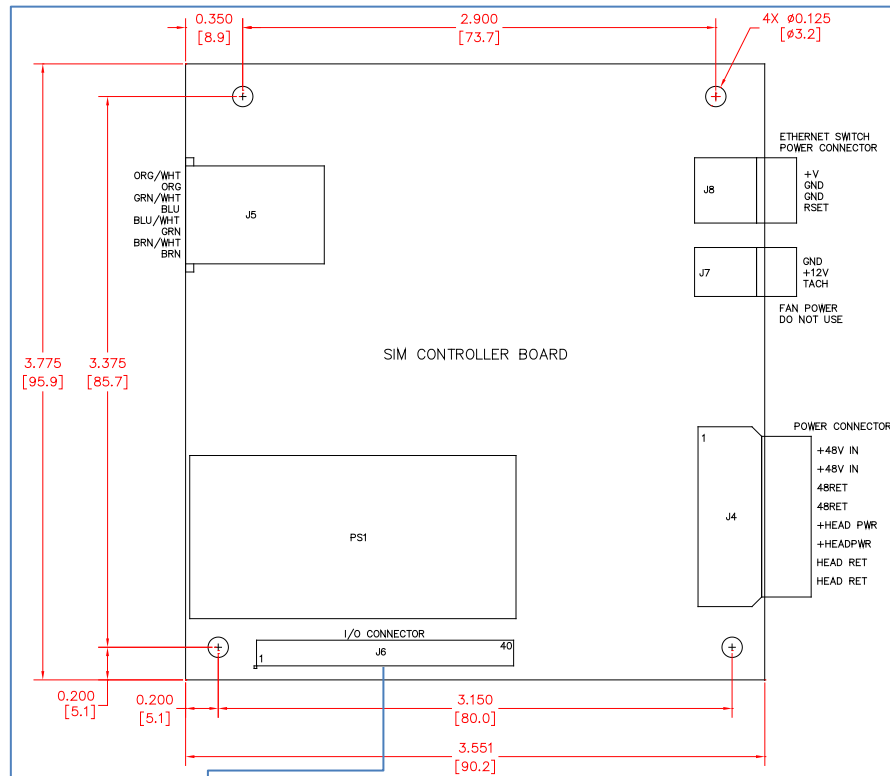 0.350
[8.9]
2.900
[73.7]
4X ø0.125
[ø3.2]
ETHERNET SWITCH
POWER CONNECTOR
J8
+V
GND
GND
RSET
ORG/WHT
ORG
GRN/WHT
BLU
BLU/WHT
GRN
BRN/WHT
BRN
J5
J7
GND
+12V
TACH
FAN POWER
DO NOT USE
SIM CONTROLLER BOARD
3.775
[95.9]
3.375
[85.7]
POWER CONNECTOR
1
J4
+48V IN
+48V IN
48RET
48RET
+HEAD PWR
+HEADPWR
HEAD RET
HEAD RET
PS1
I/O CONNECTOR
1
J6
40
0.200
[5.1]
0.200
[5.1]
3.150
[80.0]
3.551
[90.2]